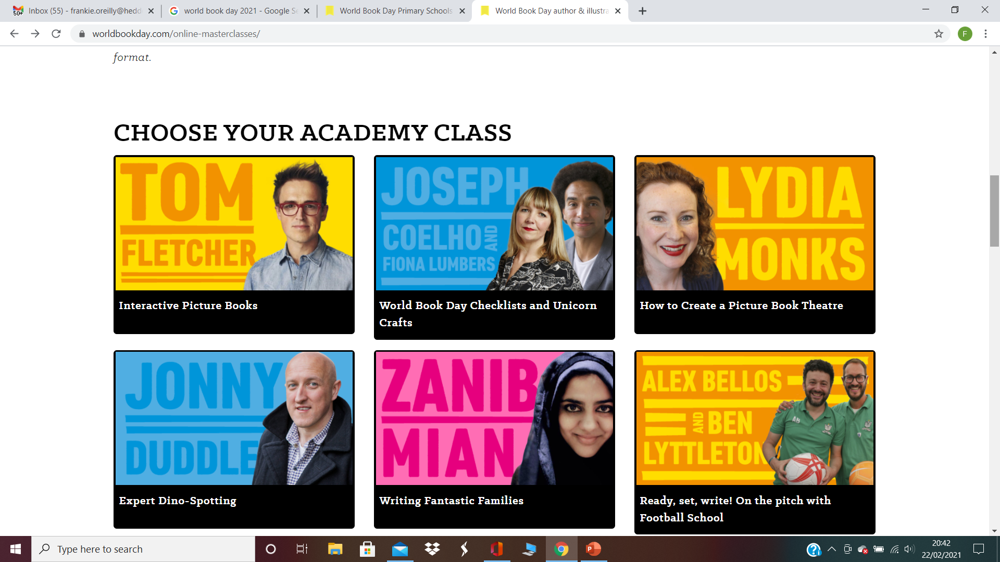 Inbox (55) - frankie.oreilly@hedd
world book day 2021 - Google Se
World Book Day Primary Schools
World Book Day author & illustra
worldbookday.com/online-masterclasses/
F
format.
CHOOSE YOUR ACADEMY CLASS
TOM
FLETCHER
Interactive Picture Books
JOSEPH
COELHO AND
FIONA LUMBERS
World Book Day Checklists and Unicorn
Crafts
LYDIA
MONKS
How to Create a Picture Book Theatre
JONNY
DUDDLE
Expert Dino-Spotting
ZANIB
MIAN
Writing Fantastic Families
ALEX BELLOS
AND BEN
LYTTLETON
AB
Ready, set, write! On the pitch with
Football School
Type here to search
20:42
22/02/2021